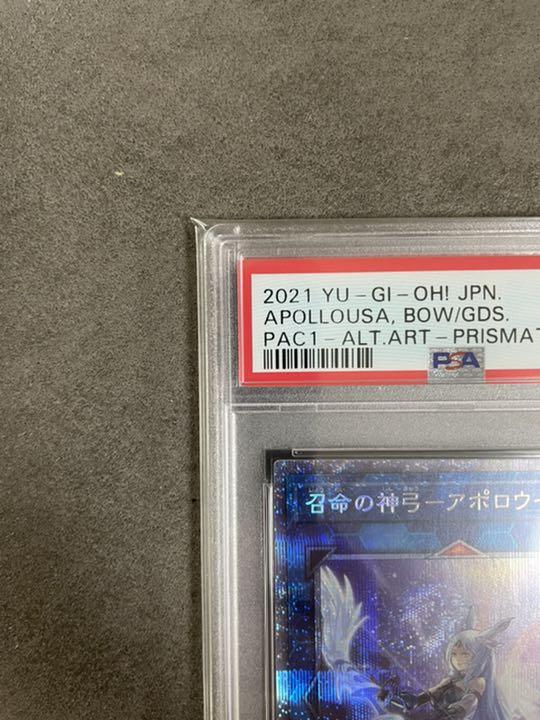 2021 YU-GI-OH! JPN.
APOLLOUSA, BOW/GDS.
PAC1-ALT.ART-PRISMAT
PSA
召命の神弓-アポロウー